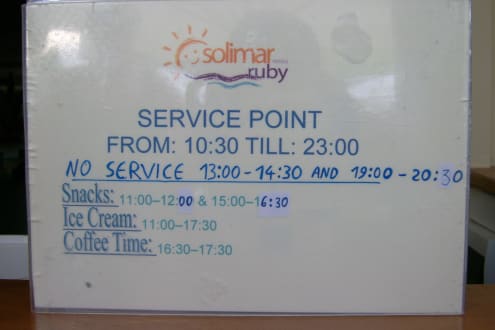 solimar
ruby
SERVICE POINT
FROM: 10:30 TILL: 23:00
NO SERVICE 13:00-14:30 AND 19:00-20:30
Snacks: 11:00–12:00 & 15:00–16:30
Ice Cream: 11:00–17:30
Coffee Time: 16:30–17:30